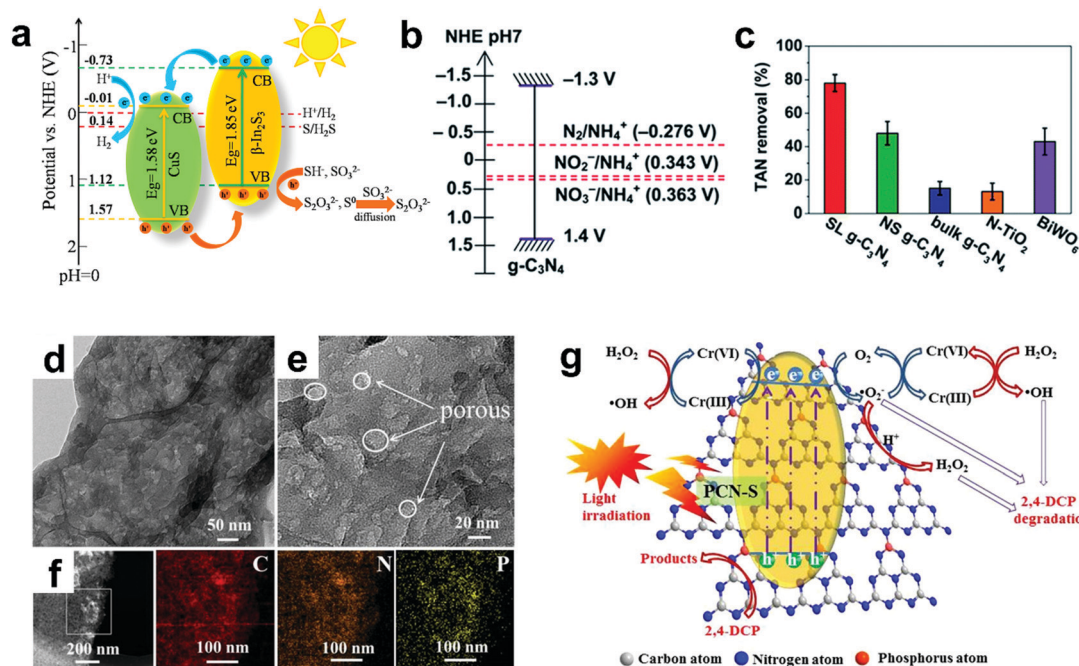 a
Potential vs. NHE (V)
-1
0
1
2
pH=0
-0.73
-0.01
0.14
1.12
1.57
H⁺
H₂
e⁻ e⁻ e⁻
e⁻
e⁻
e⁻ e⁻ e⁻
CB
CB
Eg=1.58 eV
CuS
Eg=1.85 eV
β-In₂S₃
VB
VB
h⁺ h⁺ h⁺
h⁺ h⁺ h⁺
h⁺
H⁺/H₂
S/H₂S
SH⁻, SO₃²⁻
S₂O₃²⁻, S⁰
SO₃²⁻
diffusion
S₂O₃²⁻
b
NHE pH7
−1.5
−1.0
− 0.5
0
0.5
1.0
1.5
−1.3 V
N₂/NH₄⁺ (−0.276 V)
NO₂⁻/NH₄⁺ (0.343 V)
NO₃⁻/NH₄⁺ (0.363 V)
1.4 V
g-C₃N₄
c
TAN removal (%)
100
80
60
40
20
0
SL g-C₃N₄
NS g-C₃N₄
bulk g-C₃N₄
N-TiO₂
BiWO₆
d
50 nm
e
porous
20 nm
f
200 nm
C
100 nm
N
100 nm
P
100 nm
g
H₂O₂
Cr(VI)
O₂
Cr(VI)
H₂O₂
e⁻ e⁻ e⁻
•OH
Cr(III)
•O₂⁻
Cr(III)
•OH
H⁺
H₂O₂
Light
irradiation
PCN-S
2,4-DCP
degradation
Products
h⁺ h⁺ h⁺
2,4-DCP
Carbon atom
Nitrogen atom
Phosphorus atom